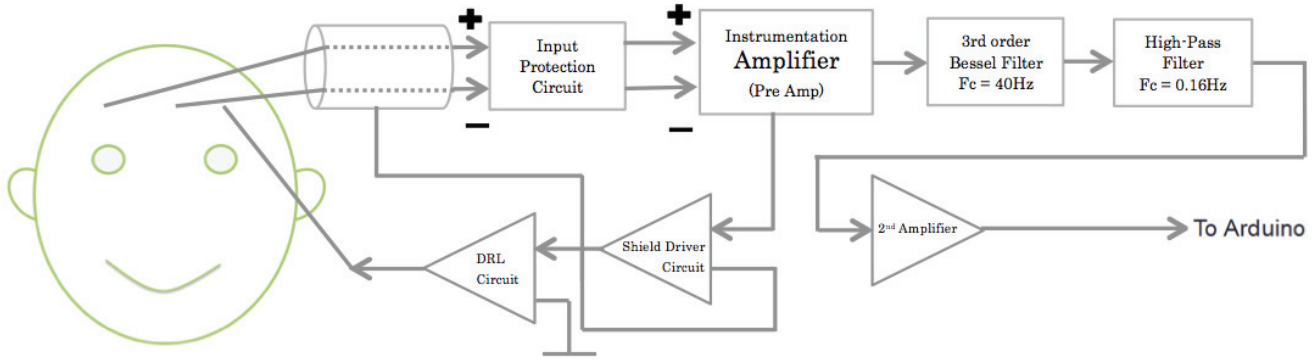 +
−
Input
Protection
Circuit
+
−
Instrumentation
Amplifier
(Pre Amp)
3rd order
Bessel Filter
Fc = 40Hz
High-Pass
Filter
Fc = 0.16Hz
DRL
Circuit
Shield Driver
Circuit
2nd Amplifier
To Arduino